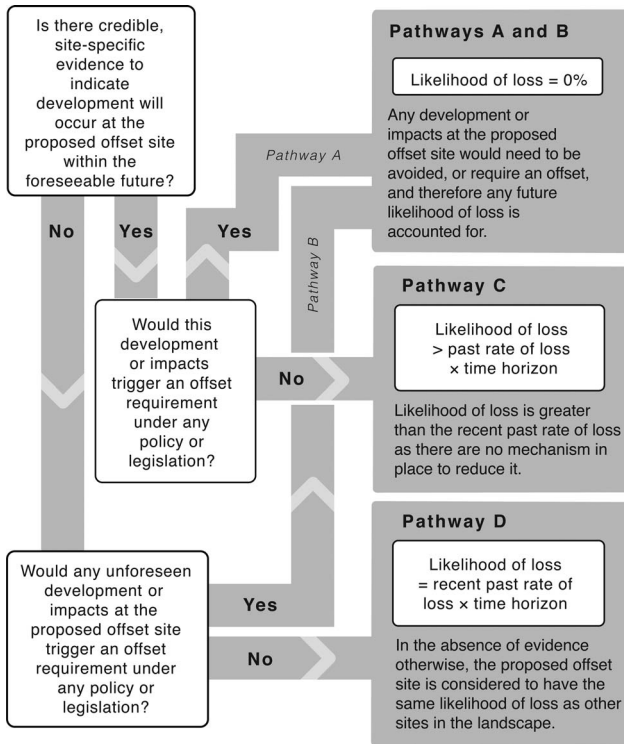 Is there credible,
site-specific
evidence to
indicate
development will
occur at the
proposed offset site
within the
foreseeable future?
No
Yes
Yes
Pathway A
Pathway B
Pathways A and B
Likelihood of loss = 0%
Any development or
impacts at the proposed
offset site would need to be
avoided, or require an offset,
and therefore any future
likelihood of loss is
accounted for.
Would this
development
or impacts
trigger an offset
requirement
under any
policy or
legislation?
No
Pathway C
Likelihood of loss
> past rate of loss
× time horizon
Likelihood of loss is greater
than the recent past rate of loss
as there are no mechanism in
place to reduce it.
Would any unforeseen
development or
impacts at the
proposed offset site
trigger an offset
requirement under
any policy or
legislation?
Yes
No
Pathway D
Likelihood of loss
= recent past rate of
loss × time horizon
In the absence of evidence
otherwise, the proposed offset
site is considered to have the
same likelihood of loss as other
sites in the landscape.